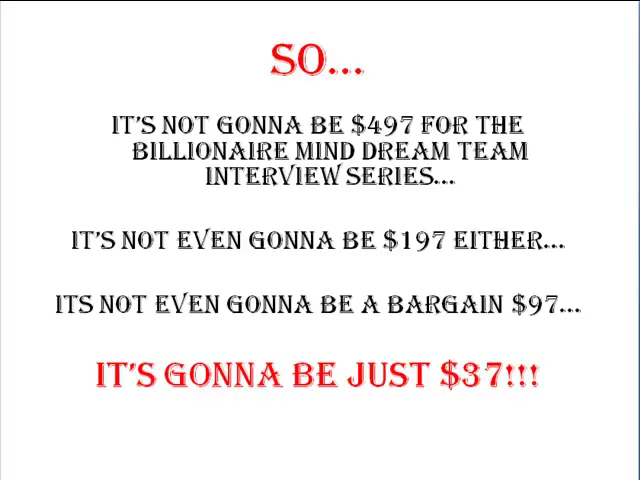 SO...
IT'S NOT GONNA BE $497 FOR THE
BILLIONAIRE MIND DREAM TEAM
INTERVIEW SERIES...
IT'S NOT EVEN GONNA BE $197 EITHER...
ITS NOT EVEN GONNA BE A BARGAIN $97...
IT'S GONNA BE JUST $37!!!